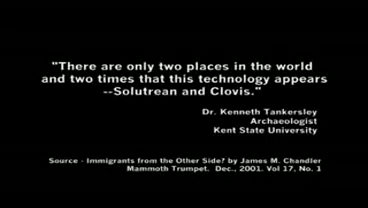 “There are only two places in the world
and two times that this technology appears
--Solutrean and Clovis.”
Dr. Kenneth Tankersley
Archaeologist
Kent State University
Source - Immigrants from the Other Side? by James M. Chandler
Mammoth Trumpet. Dec., 2001. Vol 17, No. 1